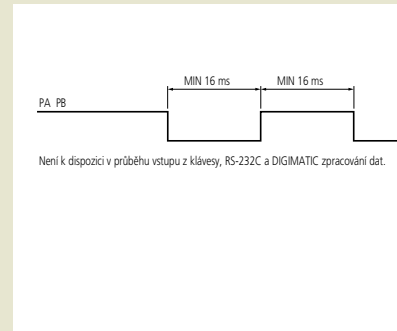 MIN 16 ms MIN 16 ms
PA PB
Není k dispozici v průběhu vstupu z klávesy, RS-232C a DIGIMATIC zpracování dat.